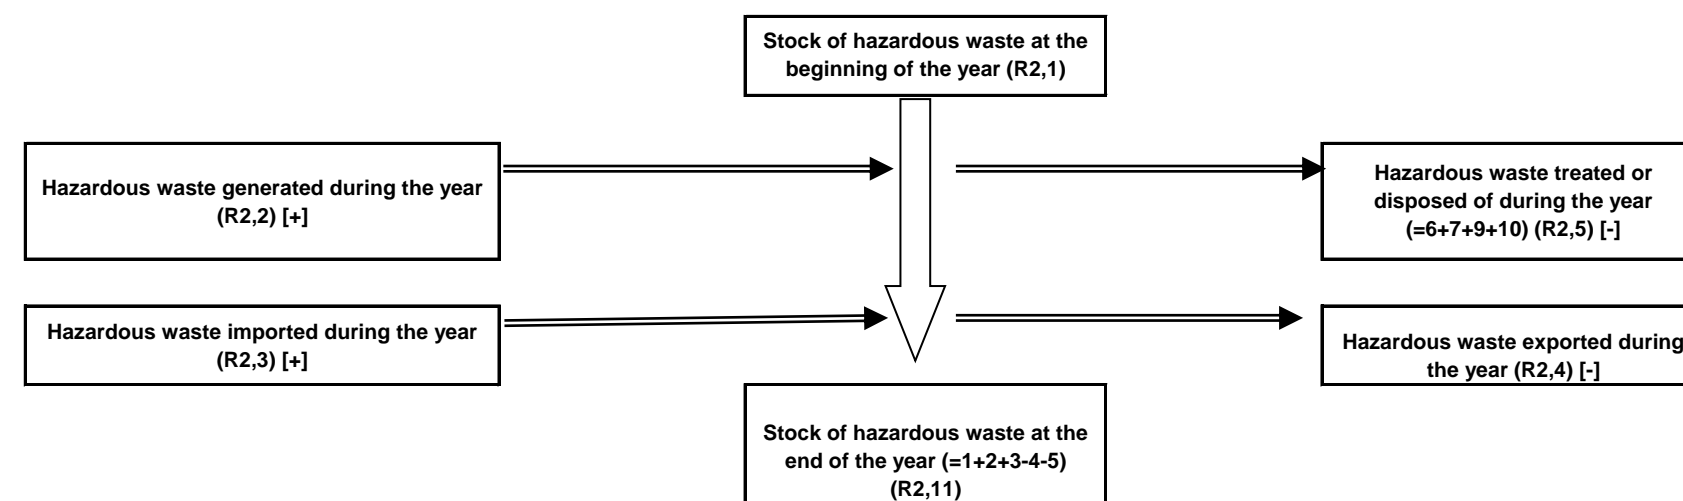 Stock of hazardous waste at the
beginning of the year (R2,1)
Hazardous waste generated during the year
(R2,2) [+]
Hazardous waste treated or
disposed of during the year
(=6+7+9+10) (R2,5) [-]
Hazardous waste imported during the year
(R2,3) [+]
Hazardous waste exported during
the year (R2,4) [-]
Stock of hazardous waste at the
end of the year (=1+2+3-4-5)
(R2,11)